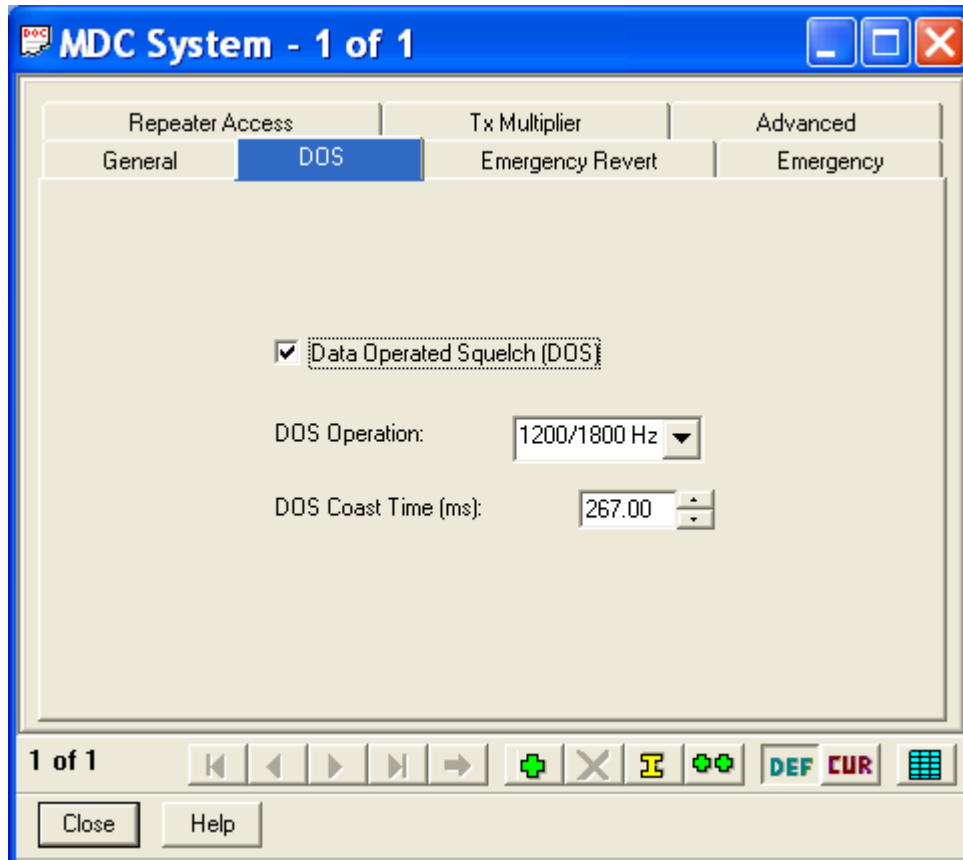 DOC
MDC System - 1 of 1
Repeater Access
Tx Multiplier
Advanced
General
DOS
Emergency Revert
Emergency
Data Operated Squelch (DOS)
DOS Operation:
1200/1800 Hz
DOS Coast Time (ms):
267.00
1 of 1
DEF
CUR
Close
Help